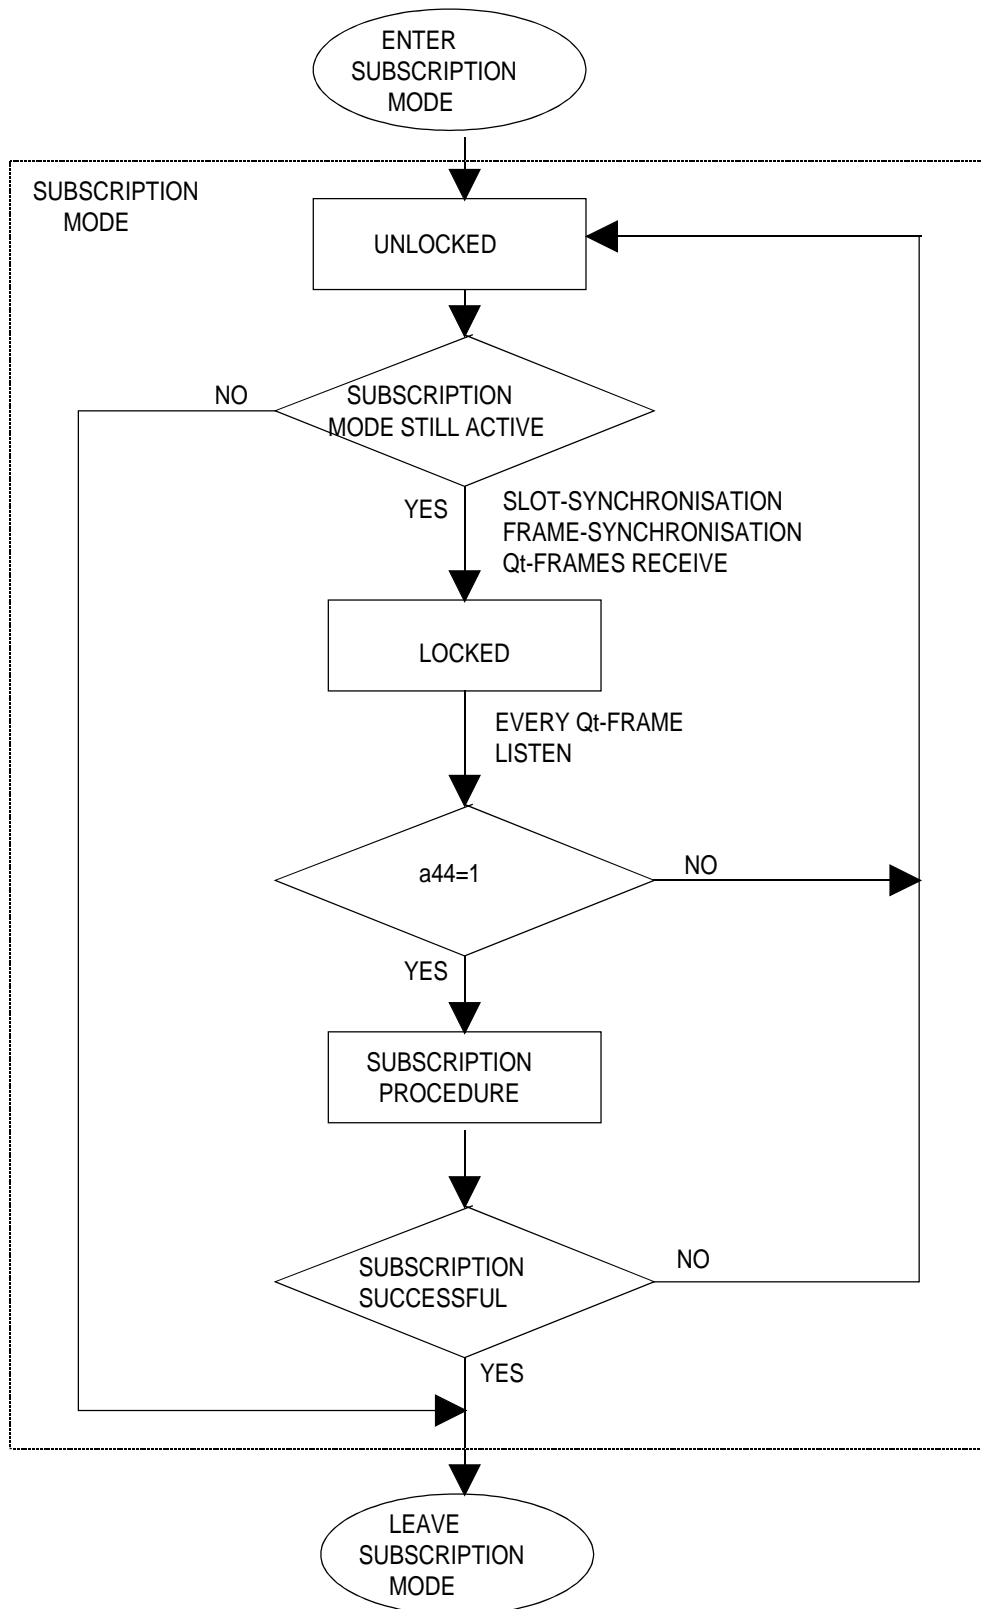 ENTER
SUBSCRIPTION
MODE
SUBSCRIPTION
MODE
UNLOCKED
NO
SUBSCRIPTION
MODE STILL ACTIVE
YES
SLOT-SYNCHRONISATION
FRAME-SYNCHRONISATION
Qt-FRAMES RECEIVE
LOCKED
EVERY Qt-FRAME
LISTEN
a44=1
NO
YES
SUBSCRIPTION
PROCEDURE
SUBSCRIPTION
SUCCESSFUL
NO
YES
LEAVE
SUBSCRIPTION
MODE